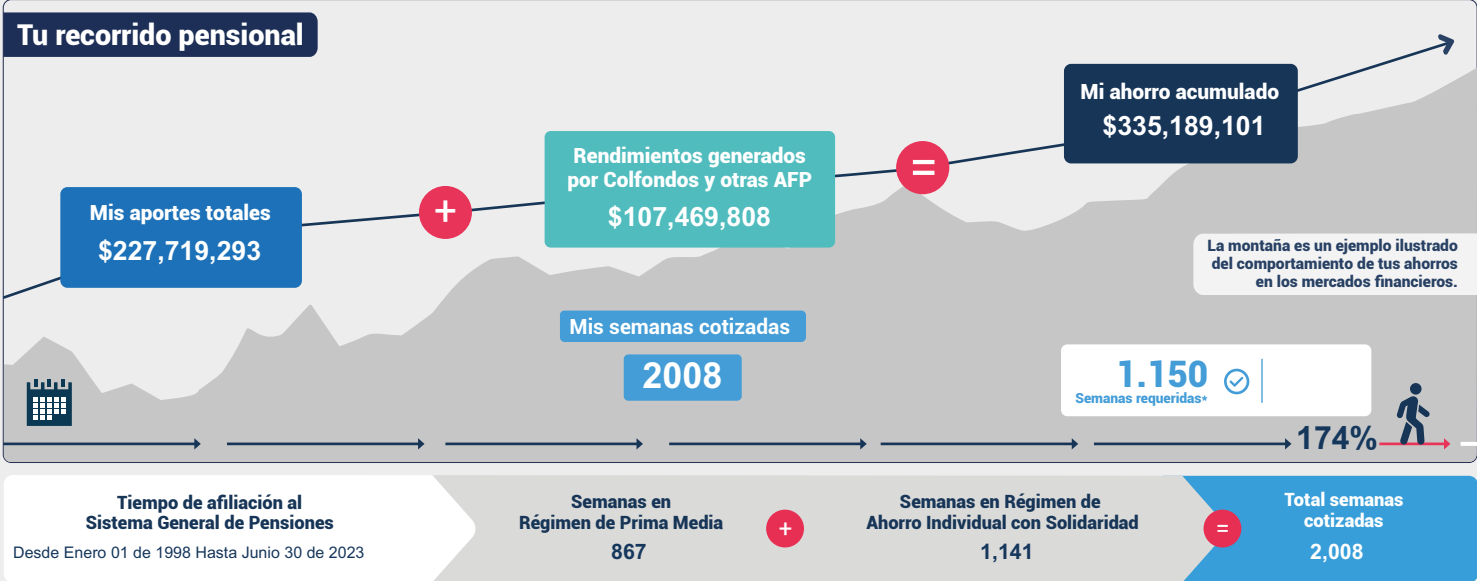 Tu recorrido pensional
Mi ahorro acumulado
$335,189,101
Rendimientos generados
por Colfondos y otras AFP
$107,469,808
=
Mis aportes totales
$227,719,293
+
La montaña es un ejemplo ilustrado
del comportamiento de tus ahorros
en los mercados financieros.
Mis semanas cotizadas
2008
1.150
Semanas requeridas*
174%
Tiempo de afiliación al
Sistema General de Pensiones
Desde Enero 01 de 1998 Hasta Junio 30 de 2023
Semanas en
Régimen de Prima Media
867
+
Semanas en Régimen de
Ahorro Individual con Solidaridad
1,141
=
Total semanas
cotizadas
2,008